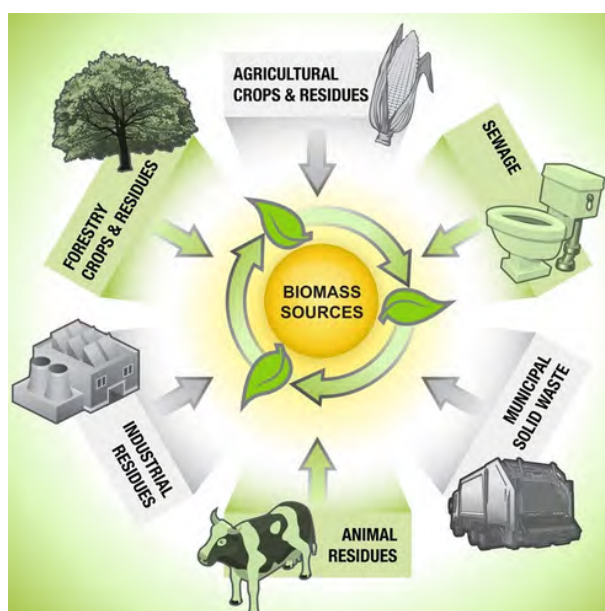 AGRICULTURAL
CROPS & RESIDUES
SEWAGE
FORESTRY
CROPS & RESIDUES
BIOMASS
SOURCES
MUNICIPAL
SOLID WASTE
INDUSTRIAL
RESIDUES
ANIMAL
RESIDUES